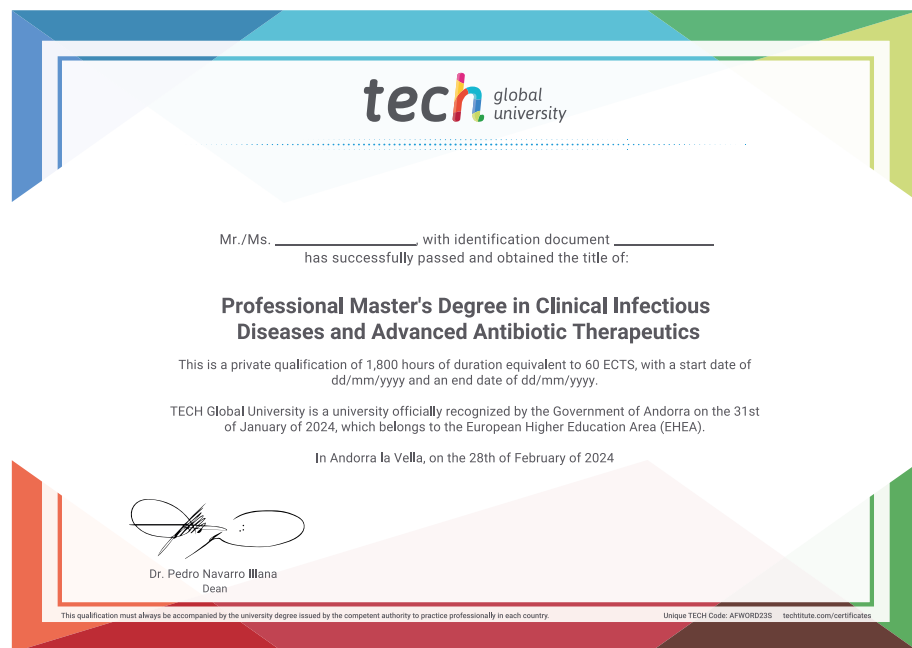 tech global university
Mr./Ms. ________________, with identification document ____________
has successfully passed and obtained the title of:
Professional Master's Degree in Clinical Infectious
Diseases and Advanced Antibiotic Therapeutics
This is a private qualification of 1,800 hours of duration equivalent to 60 ECTS, with a start date of
dd/mm/yyyy and an end date of dd/mm/yyyy.
TECH Global University is a university officially recognized by the Government of Andorra on the 31st
of January of 2024, which belongs to the European Higher Education Area (EHEA).
In Andorra la Vella, on the 28th of February of 2024
Dr. Pedro Navarro Illana
Dean
This qualification must always be accompanied by the university degree issued by the competent authority to practice professionally in each country.
Unique TECH Code: AFWORD23S techtitute.com/certificates